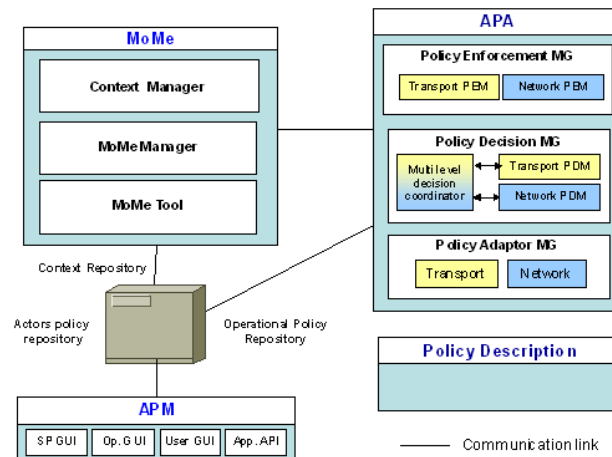 MoMe
Context Manager
MoMe Manager
MoMe Tool
APA
Policy Enforcement MG
Transport PEM
Network PEM
Policy Decision MG
Multi level
decision
coordinator
Transport PDM
Network PDM
Policy Adaptor MG
Transport
Network
Context Repository
Actors policy
repository
Operational Policy
Repository
Policy Description
APM
SP GUI
Op. GUI
User GUI
App. API
Communication link